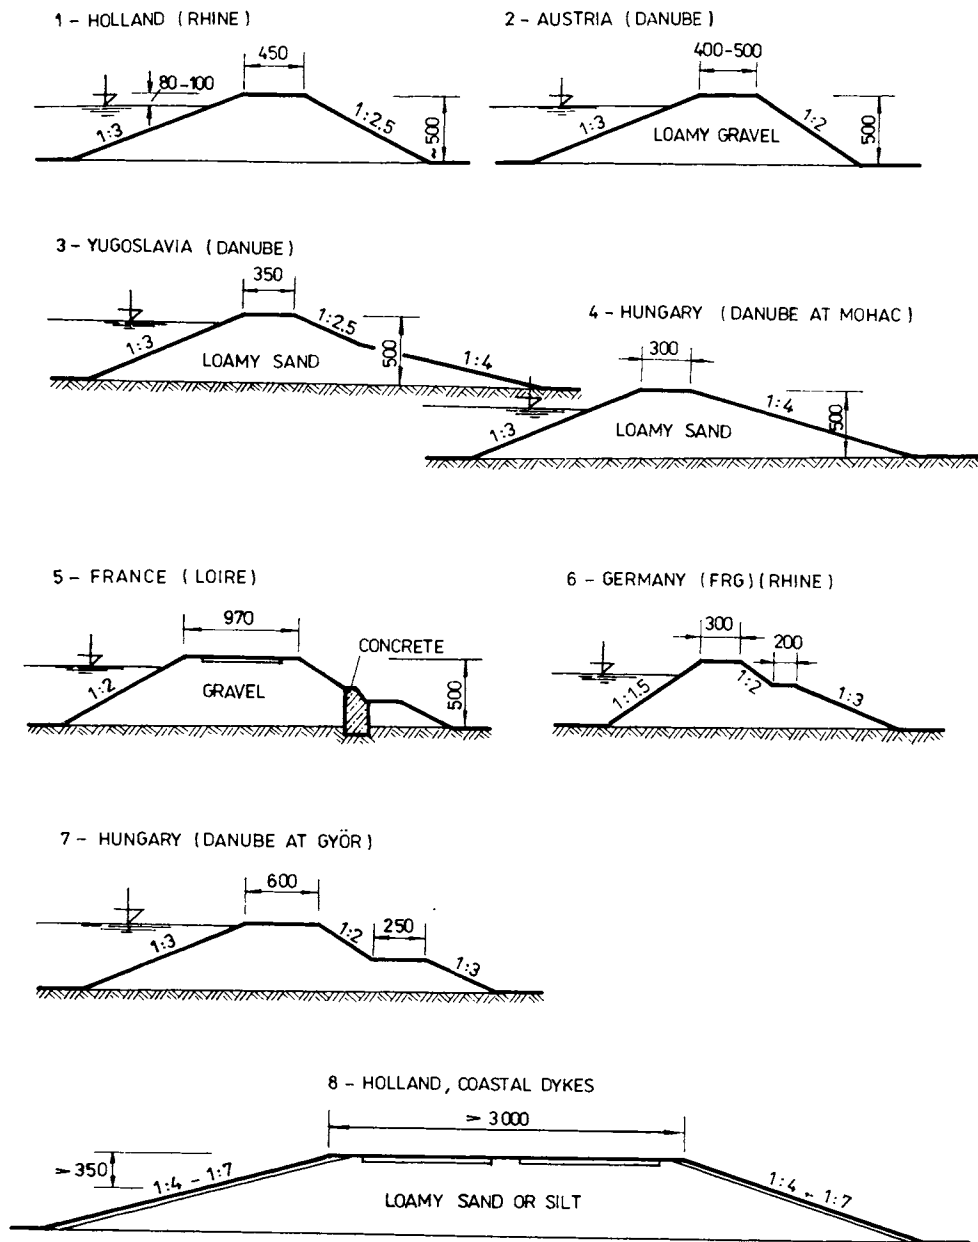 1 - HOLLAND (RHINE)
450
80-100
1:3
1:2,5
~500
2 - AUSTRIA (DANUBE)
400-500
1:3
LOAMY GRAVEL
1:2
500
3 - YUGOSLAVIA (DANUBE)
350
1:3
LOAMY SAND
1:2,5
500
1:4
4 - HUNGARY (DANUBE AT MOHAC)
300
1:3
LOAMY SAND
1:4
500
5 - FRANCE (LOIRE)
970
CONCRETE
1:2
GRAVEL
500
6 - GERMANY (FRG)(RHINE)
300
200
1:1.5
1:2
1:3
7 - HUNGARY (DANUBE AT GYÖR)
600
1:3
1:2
250
1:3
8 - HOLLAND, COASTAL DYKES
> 3000
> 350
1:4 - 1:7
LOAMY SAND OR SILT
1:4 - 1:7